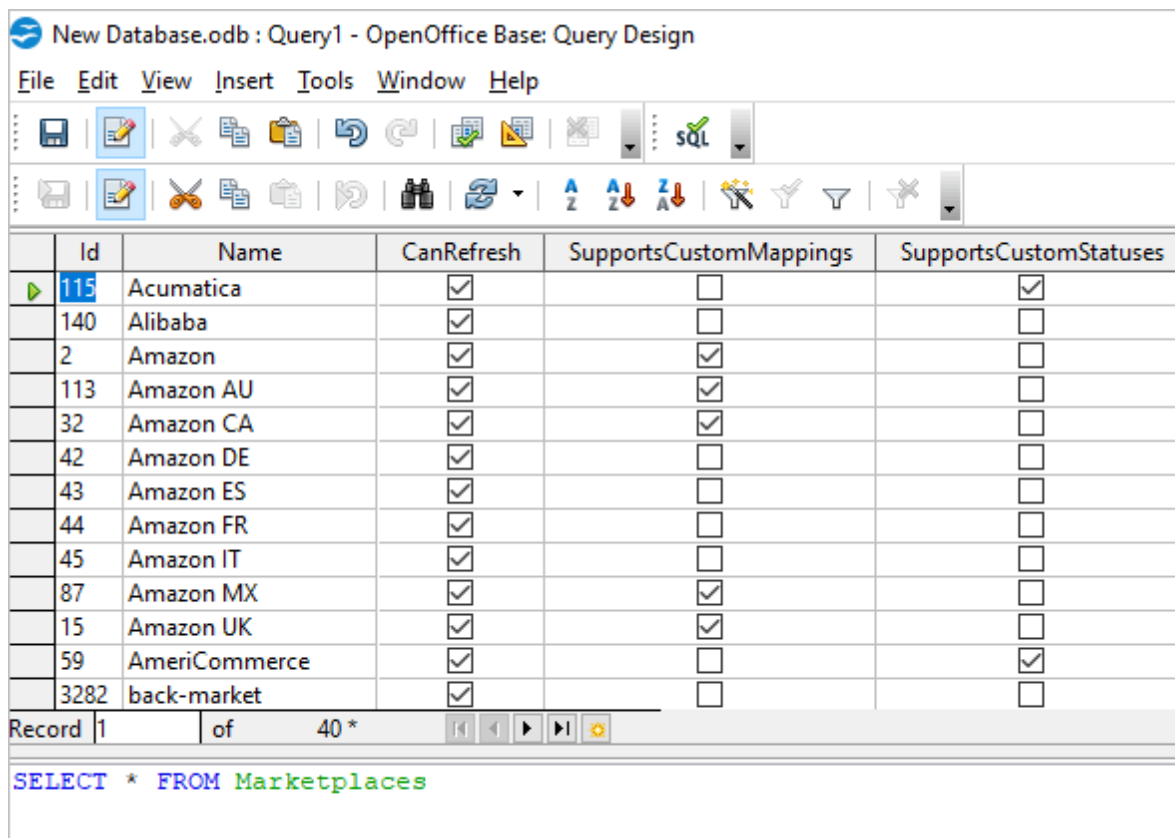 New Database.odb : Query1 - OpenOffice Base: Query Design
File Edit View Insert Tools Window Help
SQL
A Z A Z Z A
Id Name CanRefresh SupportsCustomMappings SupportsCustomStatuses
115 Acumatica
140 Alibaba
2 Amazon
113 Amazon AU
32 Amazon CA
42 Amazon DE
43 Amazon ES
44 Amazon FR
45 Amazon IT
87 Amazon MX
15 Amazon UK
59 AmeriCommerce
3282 back-market
Record 1 of 40 *
SELECT * FROM Marketplaces